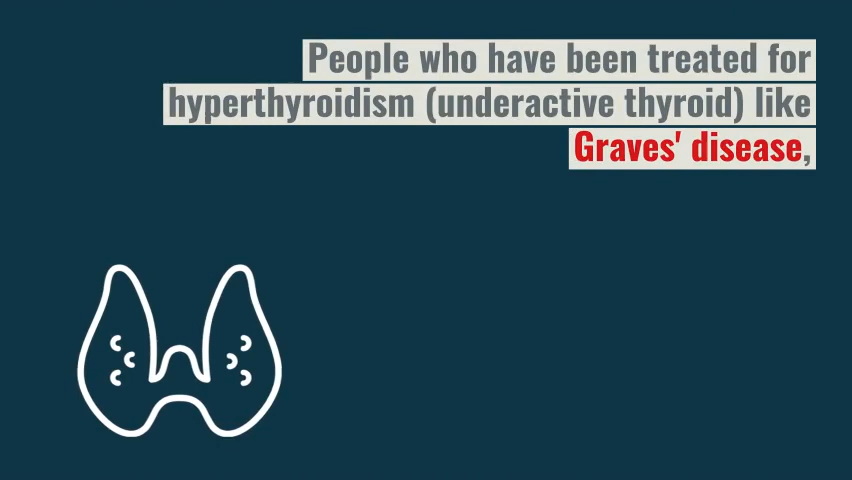 People who have been treated for
hyperthyroidism (underactive thyroid) like
Graves' disease,